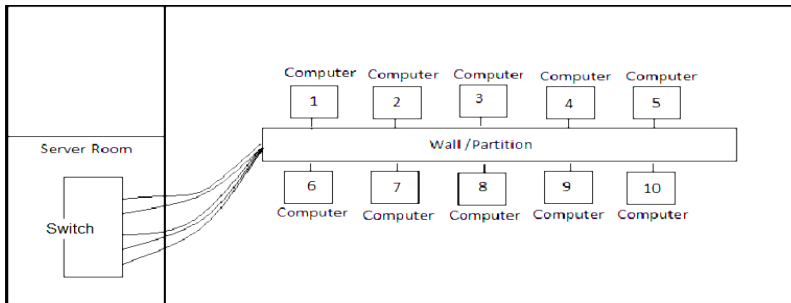 Computer Computer Computer Computer Computer
1 2 3 4 5
Wall/Partition
Server Room
6 7 8 9 10
Computer Computer Computer Computer Computer
Switch